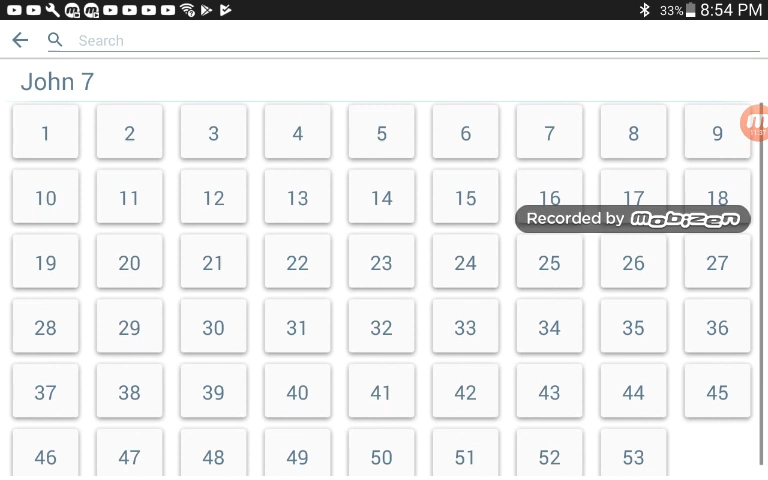 33% 8:54 PM
Search
John 7
1 2 3 4 5 6 7 8 9
11:37
10 11 12 13 14 15 16 17 18
Recorded by mobizen
19 20 21 22 23 24 25 26 27
28 29 30 31 32 33 34 35 36
37 38 39 40 41 42 43 44 45
46 47 48 49 50 51 52 53